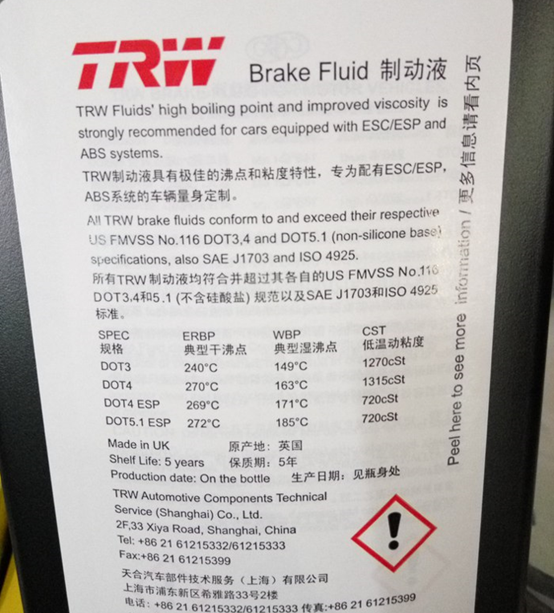 TRW Brake Fluid 制动液
TRW Fluids' high boiling point and improved viscosity is
strongly recommended for cars equipped with ESC/ESP and
ABS systems.
TRW制动液具有极佳的沸点和粘度特性，专为配有ESC/ESP，
ABS系统的车辆量身定制。
All TRW brake fluids conform to and exceed their respective
US FMVSS No.116 DOT3,4 and DOT5.1 (non-silicone base)
specifications, also SAE J1703 and ISO 4925.
所有TRW制动液均符合并超过其各自的US FMVSS No.116
DOT3.4和5.1 (不含硅酸盐) 规范以及SAE J1703和ISO 4925
标准。
SPEC ERBP WBP CST
规格 典型干沸点 典型湿沸点 低温动粘度
DOT3 240°C 149°C 1270cSt
DOT4 270°C 163°C 1315cSt
DOT4 ESP 269°C 171°C 720cSt
DOT5.1 ESP 272°C 185°C 720cSt
Made in UK 原产地: 英国
Shelf Life: 5 years 保质期: 5年
Production date: On the bottle 生产日期: 见瓶身处
TRW Automotive Components Technical
Service (Shanghai) Co., Ltd.
2F,33 Xiya Road, Shanghai, China
Tel: +86 21 61215332/61215333
Fax:+86 21 61215399
天合汽车部件技术服务（上海）有限公司
上海市浦东新区希雅路33号2楼
电话: +86 21 61215332/61215333 传真:+86 21 61215399
Peel here to see more information / 更多信息请看内页